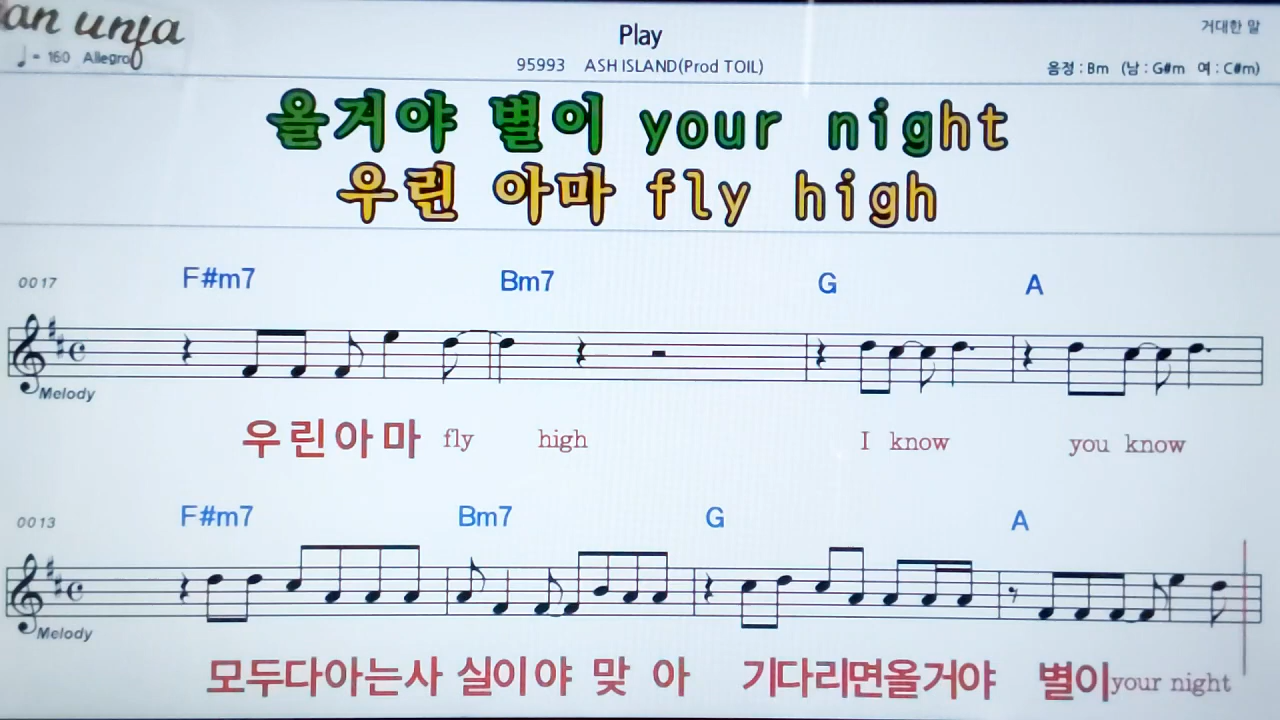 an unja
♩= 160 Allegro
Play
95993 ASH ISLAND(Prod TOIL)
거대한 말
음정 : Bm (남 : G#m 여 : C#m)
올거야 별이 your night
우린 아마 fly high
0017 F#m7 Bm7 G A
Melody
우린아마 fly high I know you know
0013 F#m7 Bm7 G A
Melody
모두다아는사 실이야 맞 아 기다리면올거야 별이your night